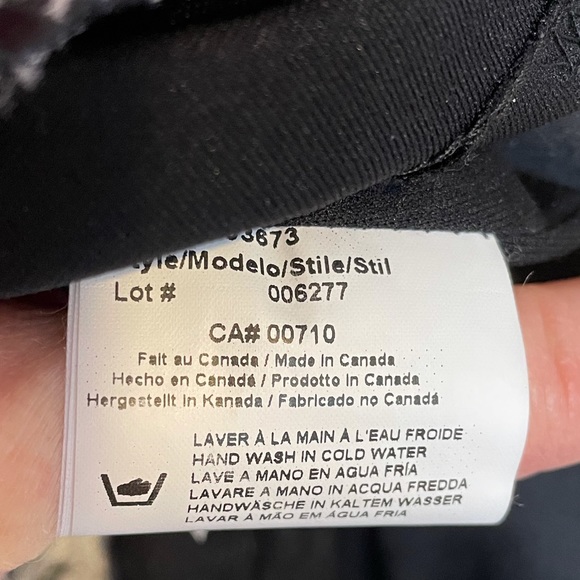 3673
Style/Modelo/Stile/Stil
Lot # 006277
CA# 00710
Fait au Canada / Made in Canada
Hecho en Canadá / Prodotto in Canada
Hergestellt in Kanada / Fabricado no Canadá
LAVER À LA MAIN À L'EAU FROIDE
HAND WASH IN COLD WATER
LAVE A MANO EN AGUA FRÍA
LAVARE A MANO IN ACQUA FREDDA
HANDWÄSCHE IN KALTEM WASSER
LAVAR À MÃO EM ÁGUA FRIA